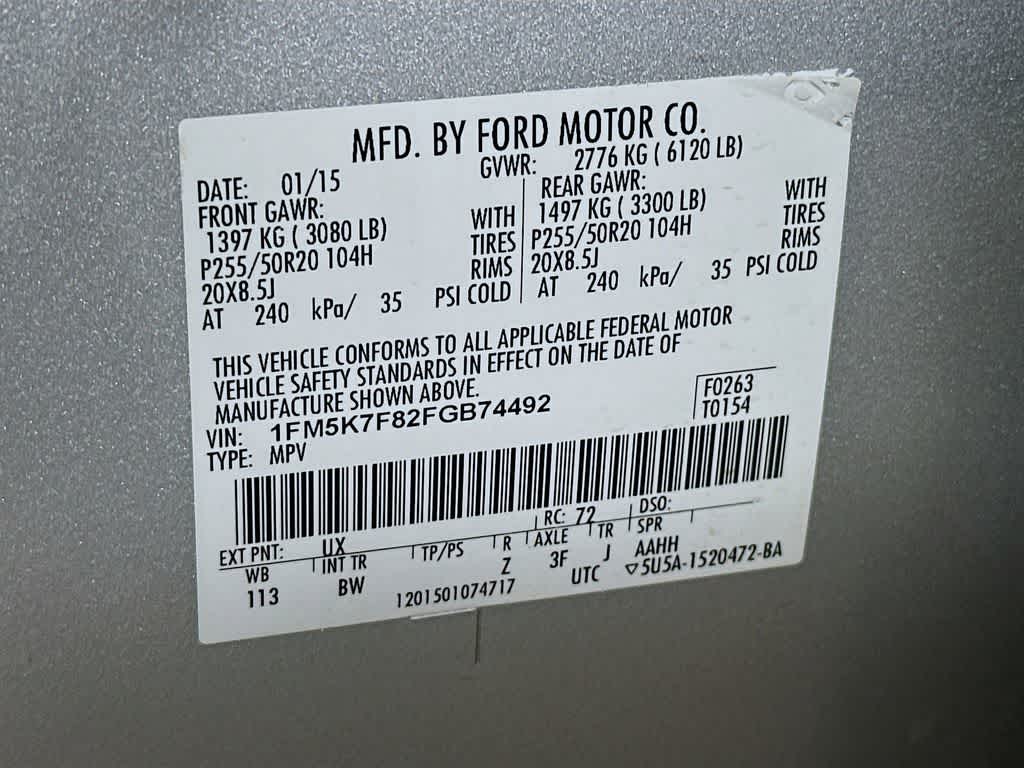 MFD. BY FORD MOTOR CO.
DATE: 01/15 GVWR: 2776 KG ( 6120 LB)
FRONT GAWR: REAR GAWR:
1397 KG ( 3080 LB) WITH 1497 KG ( 3300 LB) WITH
P255/50R20 104H TIRES P255/50R20 104H TIRES
20X8.5J RIMS 20X8.5J RIMS
AT 240 kPa/ 35 PSI COLD AT 240 kPa/ 35 PSI COLD
THIS VEHICLE CONFORMS TO ALL APPLICABLE FEDERAL MOTOR
VEHICLE SAFETY STANDARDS IN EFFECT ON THE DATE OF
MANUFACTURE SHOWN ABOVE.
VIN: 1FM5K7F82FGB74492 F0263
TYPE: MPV T0154
EXT PNT: UX RC: 72 DSO:
WB INT TR TP/PS R AXLE TR SPR
113 BW Z 3F J AAHH
1201501074717 UTC ▽5U5A-1520472-BA